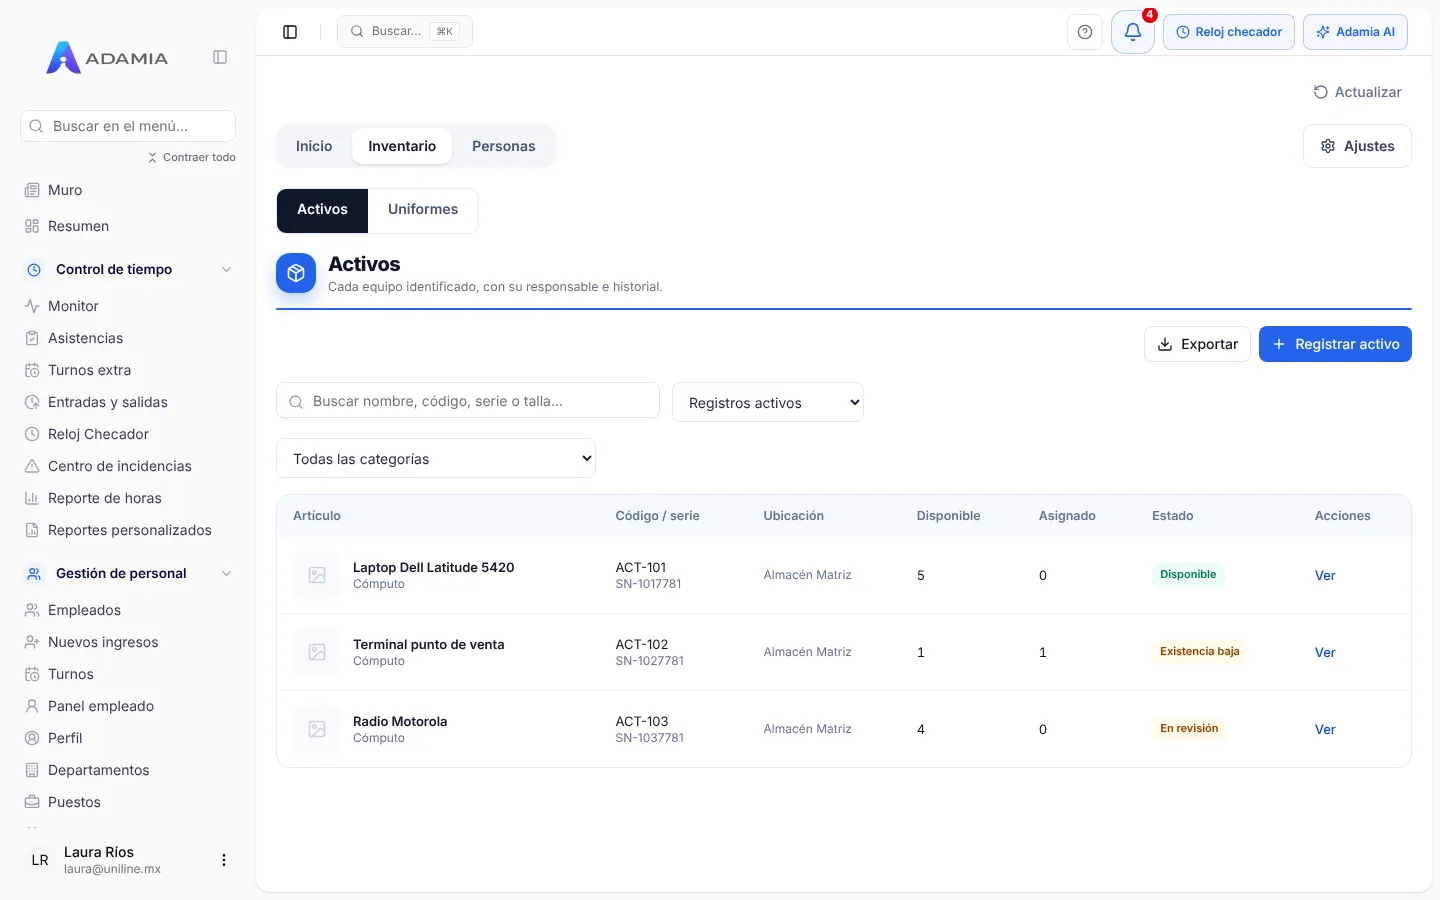 ADAMIA
Buscar en el menú...
Contraer todo
Muro
Resumen
Control de tiempo
Monitor
Asistencias
Turnos extra
Entradas y salidas
Reloj Checador
Centro de incidencias
Reporte de horas
Reportes personalizados
Gestión de personal
Empleados
Nuevos ingresos
Turnos
Panel empleado
Perfil
Departamentos
Puestos
LR
Laura Ríos
laura@uniline.mx
Buscar... ⌘K
4
Reloj checador
Adamia AI
Actualizar
Inicio Inventario Personas
Ajustes
Activos Uniformes
Activos
Cada equipo identificado, con su responsable e historial.
Exportar
Registrar activo
Buscar nombre, código, serie o talla...
Registros activos
Todas las categorías
Artículo Código / serie Ubicación Disponible Asignado Estado Acciones
Laptop Dell Latitude 5420
Cómputo
ACT-101
SN-1017781
Almacén Matriz
5
0
Disponible
Ver
Terminal punto de venta
Cómputo
ACT-102
SN-1027781
Almacén Matriz
1
1
Existencia baja
Ver
Radio Motorola
Cómputo
ACT-103
SN-1037781
Almacén Matriz
4
0
En revisión
Ver